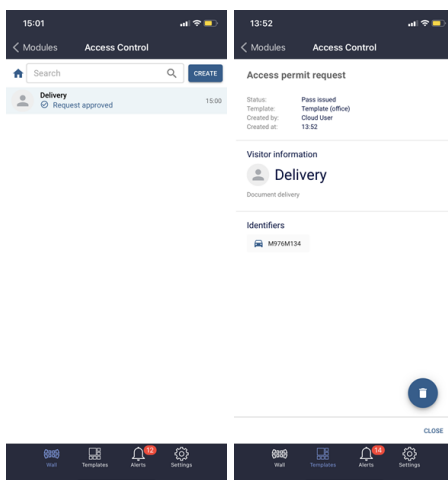 15:01
Modules
Access Control
Search
CREATE
Delivery
Request approved
15:00
Wall
Templates
12
Alerts
Settings
13:52
Modules
Access Control
Access permit request
Status: Pass issued
Template: Template (office)
Created by: Cloud User
Created at: 13:52
Visitor information
Delivery
Document delivery
Identifiers
M976M134
CLOSE
Wall
Templates
14
Alerts
Settings